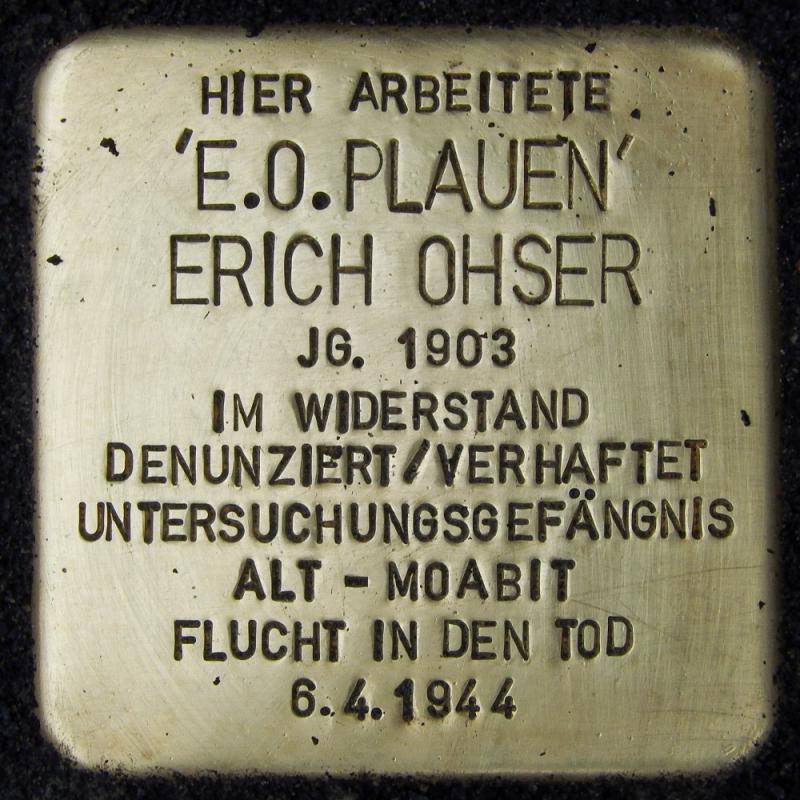 HIER ARBEITETE
'E.O.PLAUEN'
ERICH OHSER
JG. 1903
IM WIDERSTAND
DENUNZIERT/VERHAFTET
UNTERSUCHUNGSGEFÄNGNIS
ALT - MOABIT
FLUCHT IN DEN TOD
6.4.1944